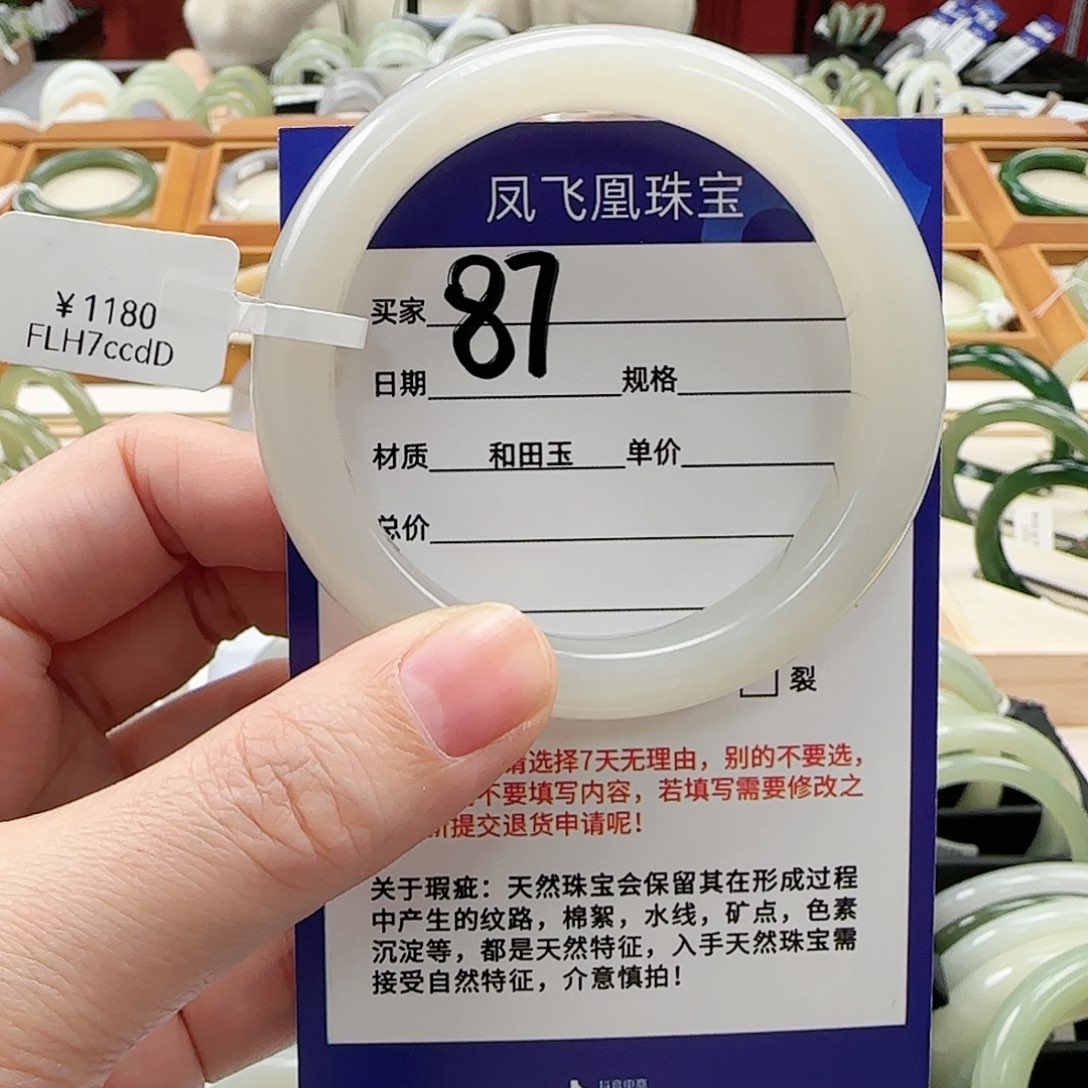 凤飞凰珠宝
¥1180
FLH7ccdD
买家 87
日期 规格
材质 和田玉 单价
总价
裂
请选择7天无理由，别的不要选，
不要填写内容，若填写需要修改之
新提交退货申请呢！
关于瑕疵：天然珠宝会保留其在形成过程
中产生的纹路，棉絮，水线，矿点，色素
沉淀等，都是天然特征，入手天然珠宝需
接受自然特征，介意慎拍！
抖音电商